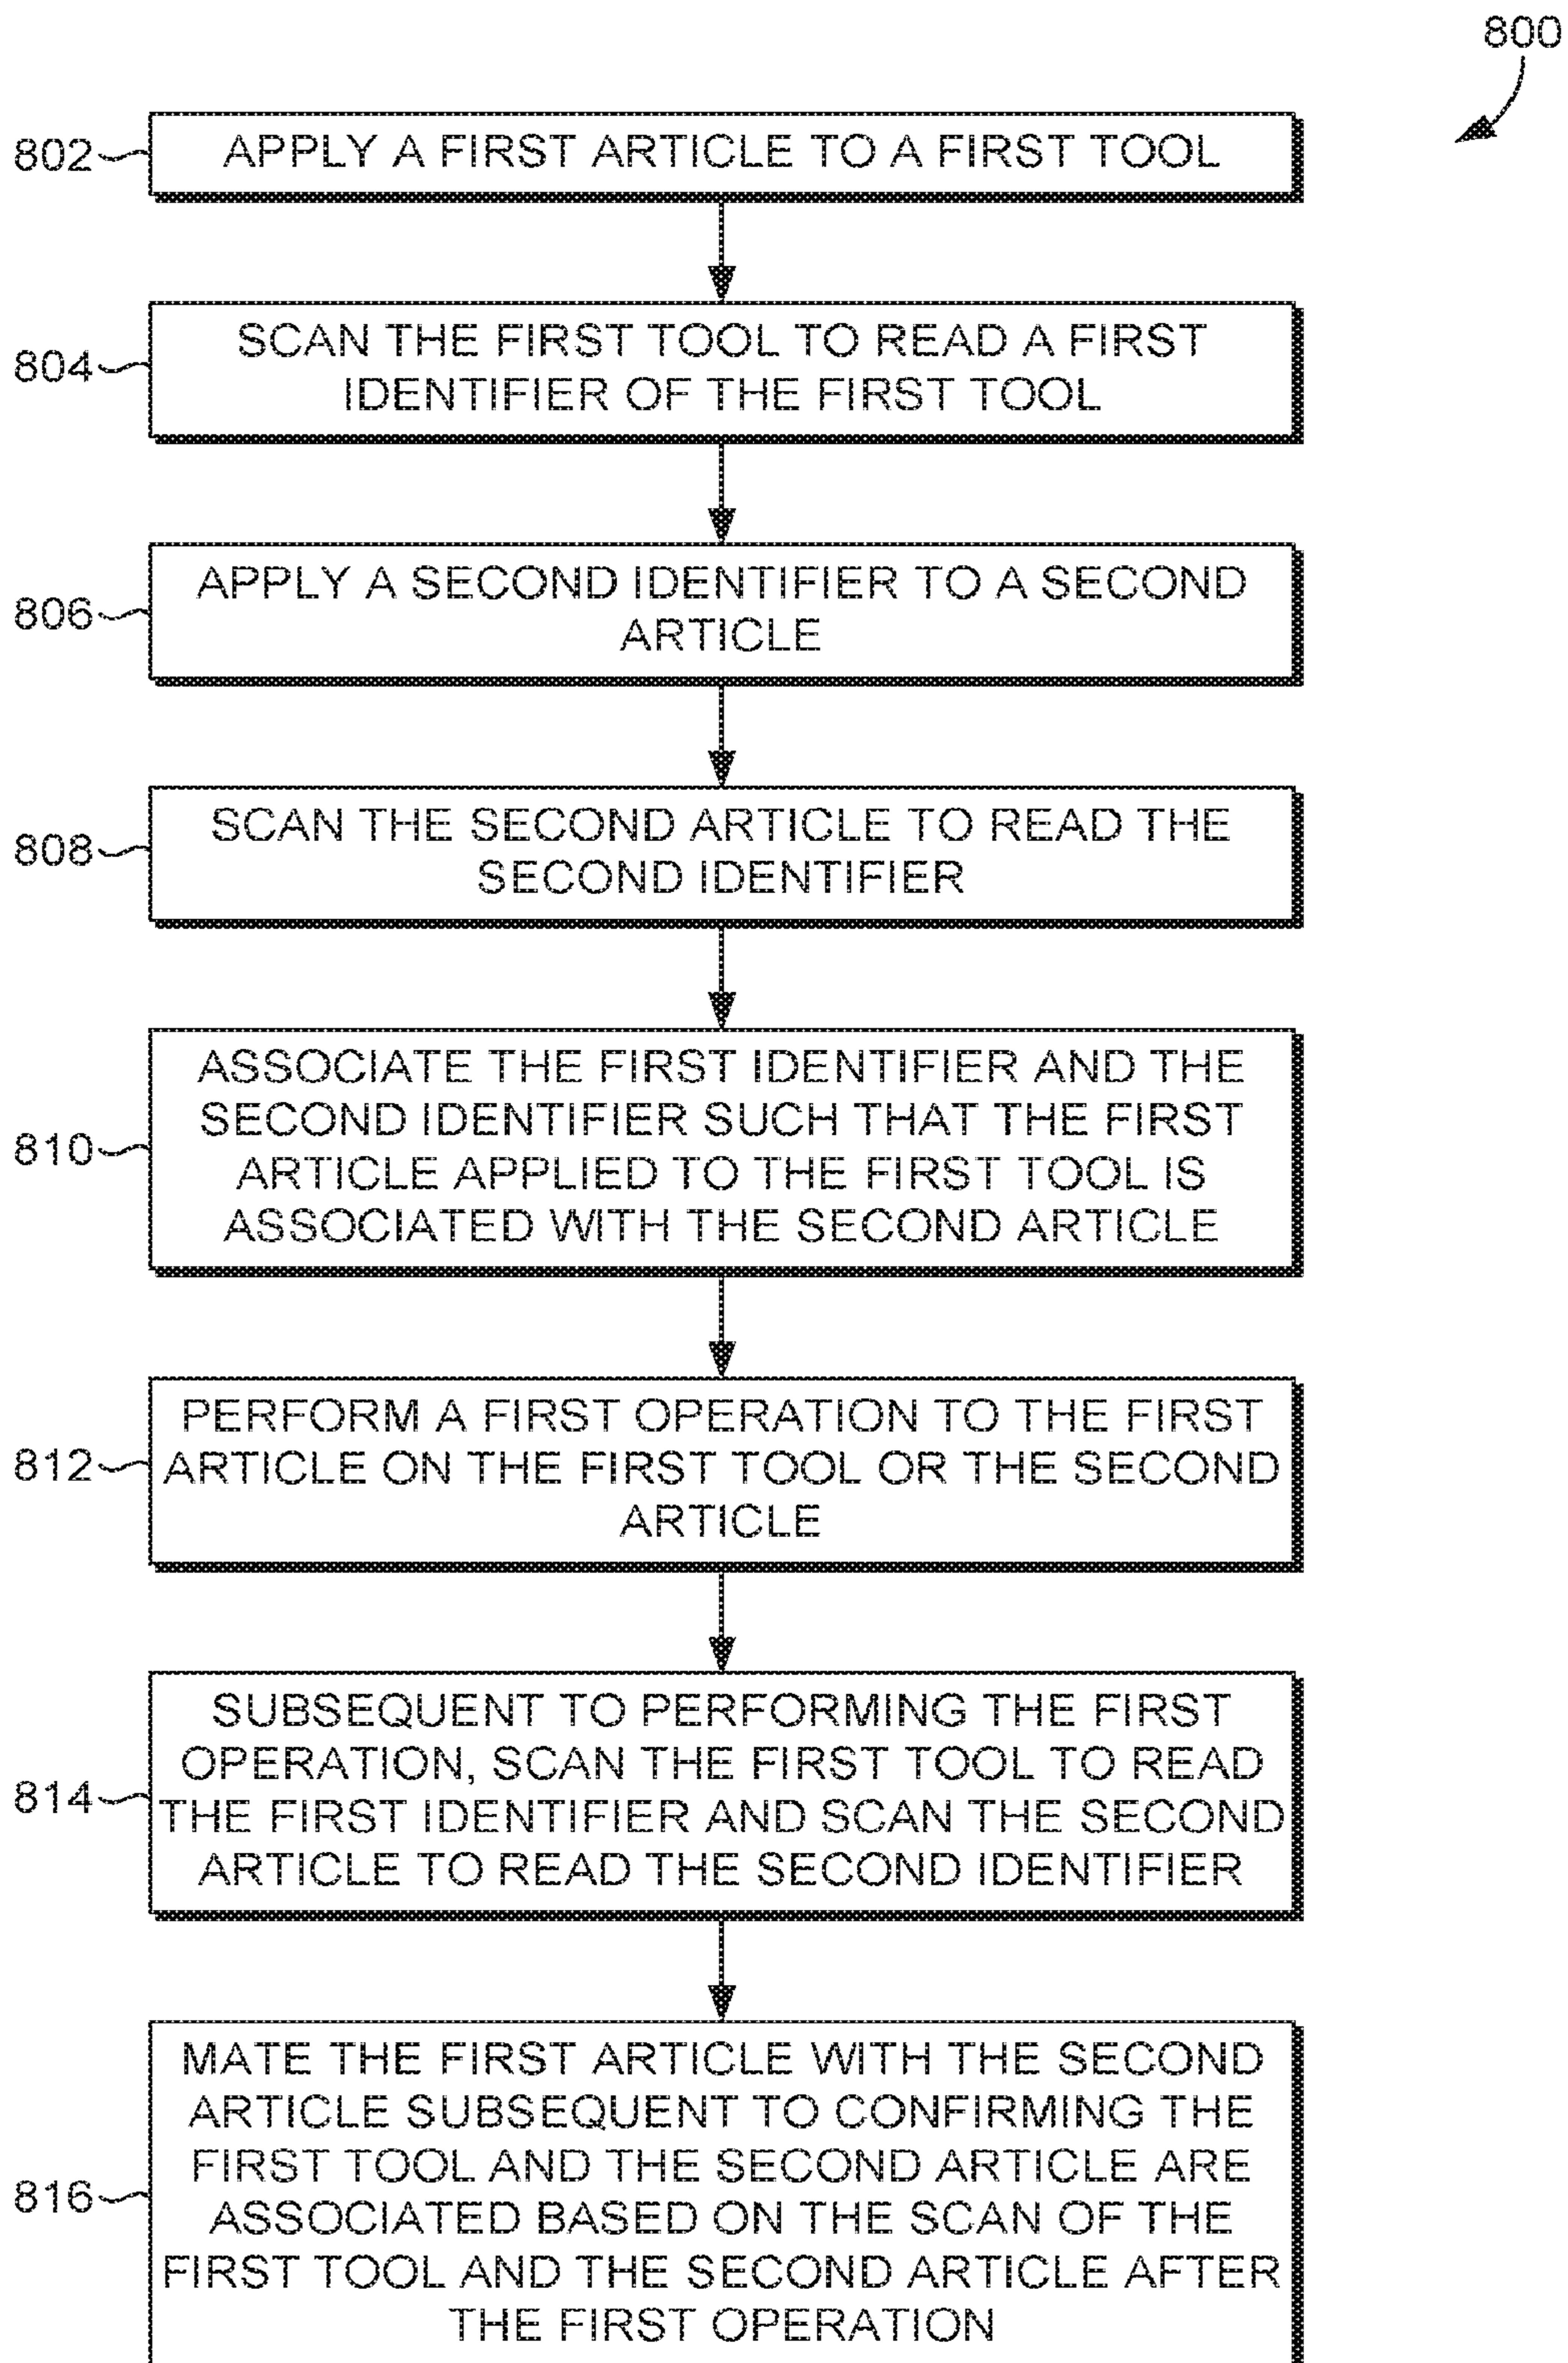 800
802
APPLY A FIRST ARTICLE TO A FIRST TOOL
804
SCAN THE FIRST TOOL TO READ A FIRST
IDENTIFIER OF THE FIRST TOOL
806
APPLY A SECOND IDENTIFIER TO A SECOND
ARTICLE
808
SCAN THE SECOND ARTICLE TO READ THE
SECOND IDENTIFIER
810
ASSOCIATE THE FIRST IDENTIFIER AND THE
SECOND IDENTIFIER SUCH THAT THE FIRST
ARTICLE APPLIED TO THE FIRST TOOL IS
ASSOCIATED WITH THE SECOND ARTICLE
812
PERFORM A FIRST OPERATION TO THE FIRST
ARTICLE ON THE FIRST TOOL OR THE SECOND
ARTICLE
814
SUBSEQUENT TO PERFORMING THE FIRST
OPERATION, SCAN THE FIRST TOOL TO READ
THE FIRST IDENTIFIER AND SCAN THE SECOND
ARTICLE TO READ THE SECOND IDENTIFIER
816
MATE THE FIRST ARTICLE WITH THE SECOND
ARTICLE SUBSEQUENT TO CONFIRMING THE
FIRST TOOL AND THE SECOND ARTICLE ARE
ASSOCIATED BASED ON THE SCAN OF THE
FIRST TOOL AND THE SECOND ARTICLE AFTER
THE FIRST OPERATION